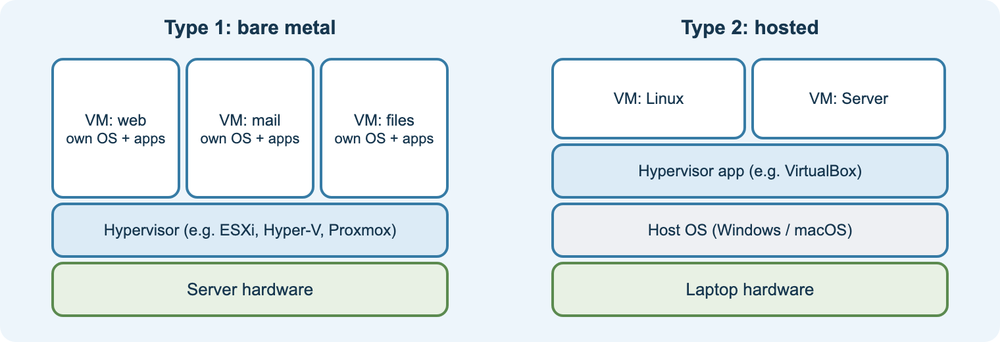 Type 1: bare metal
VM: web
own OS + apps
VM: mail
own OS + apps
VM: files
own OS + apps
Hypervisor (e.g. ESXi, Hyper-V, Proxmox)
Server hardware
Type 2: hosted
VM: Linux
VM: Server
Hypervisor app (e.g. VirtualBox)
Host OS (Windows / macOS)
Laptop hardware